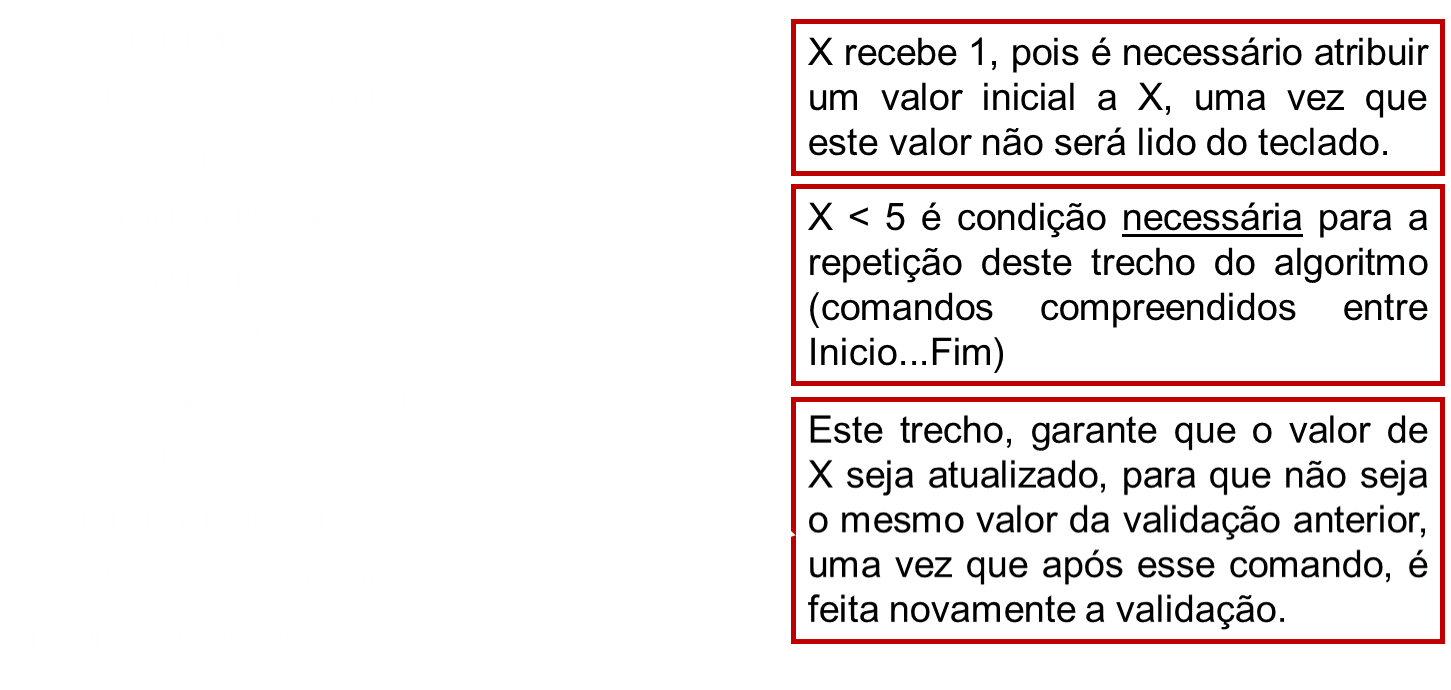 X recebe 1, pois é necessário atribuir
um valor inicial a X, uma vez que
este valor não será lido do teclado.
X < 5 é condição necessária para a
repetição deste trecho do algoritmo
(comandos compreendidos entre
Inicio...Fim)
Este trecho, garante que o valor de
X seja atualizado, para que não seja
o mesmo valor da validação anterior,
uma vez que após esse comando, é
feita novamente a validação.